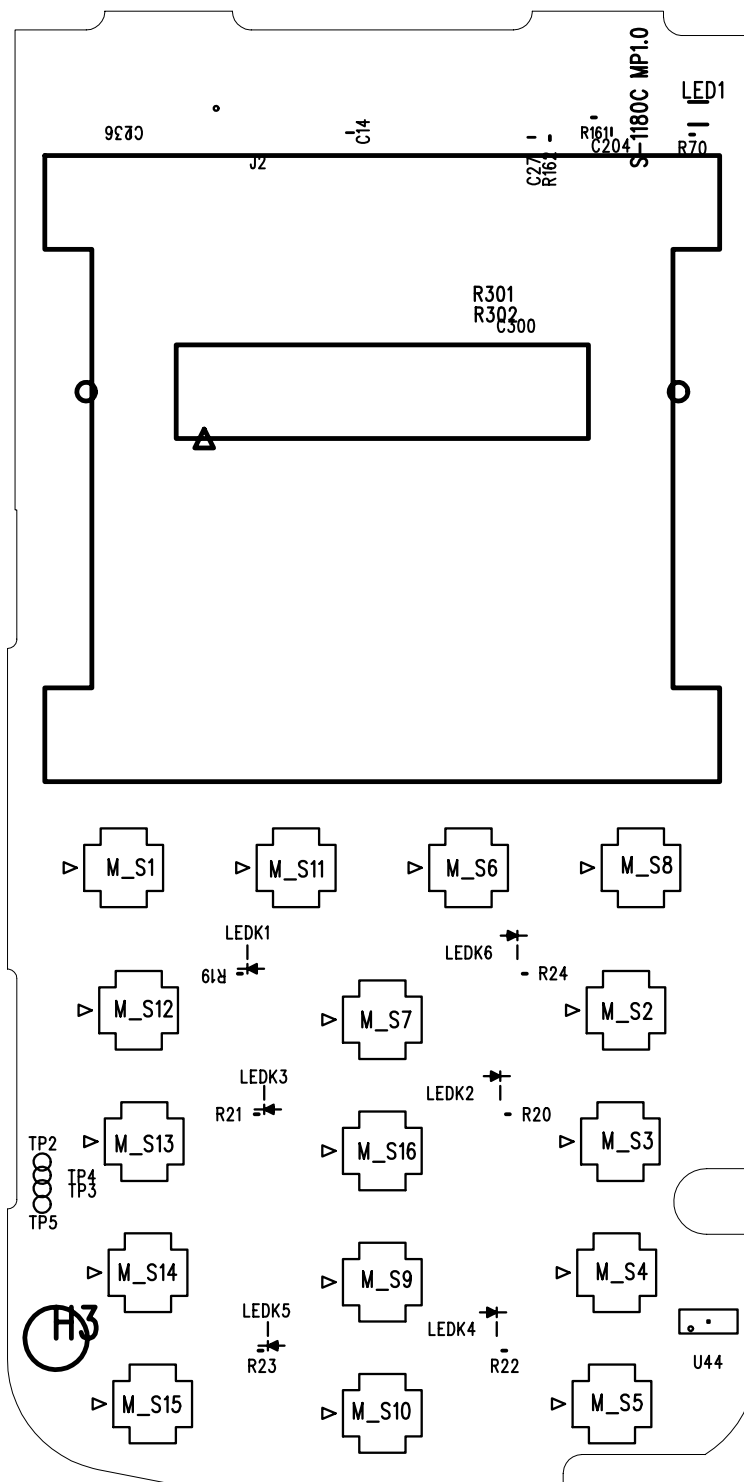 S-1180C MP1.0
LED1
C14
R161
C204
R70
J2
C27
R162
R301
R302
C300
M_S1
M_S11
M_S6
M_S8
LEDK1
LEDK6
R19
R24
M_S12
M_S7
M_S2
LEDK3
LEDK2
R21
R20
M_S13
M_S16
M_S3
TP2
TP4
TP3
TP5
M_S14
M_S9
M_S4
H3
LEDK5
LEDK4
R23
R22
U44
M_S15
M_S10
M_S5